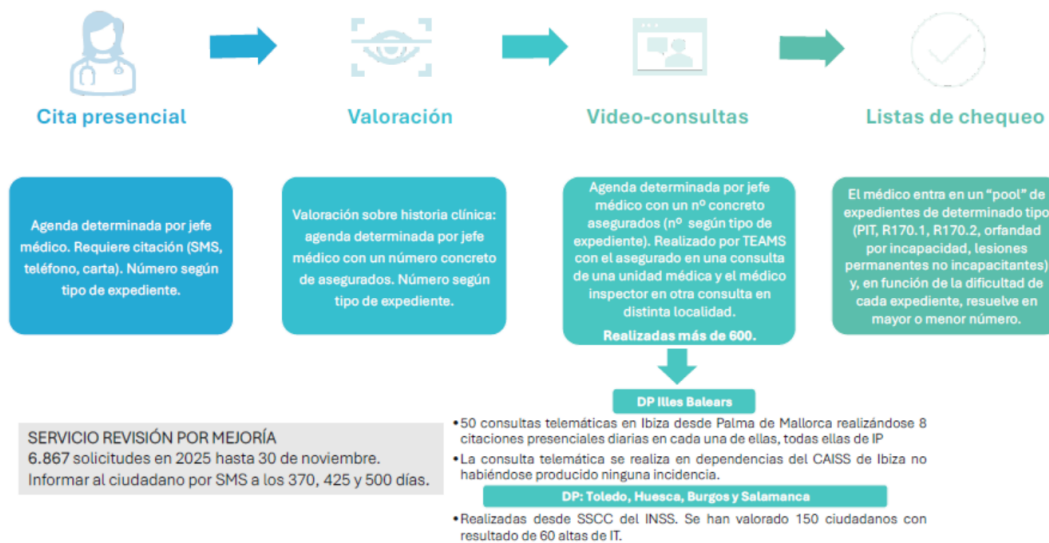 Cita presencial
Valoración
Video-consultas
Listas de chequeo
Agenda determinada por jefe
médico. Requiere citación (SMS,
teléfono, carta). Número según
tipo de expediente.
Valoración sobre historia clínica:
agenda determinada por jefe
médico con un número concreto
de asegurados. Número según
tipo de expediente.
Agenda determinada por jefe
médico con un nº concreto
asegurados (nº según tipo de
expediente). Realizado por TEAMS
con el asegurado en una consulta
de una unidad médica y el médico
inspector en otra consulta en
distinta localidad.
Realizadas más de 600.
El médico entra en un “pool” de
expedientes de determinado tipo
(PIT, R170.1, R170.2, orfandad
por incapacidad, lesiones
permanentes no incapacitantes)
y, en función de la dificultad de
cada expediente, resuelve en
mayor o menor número.
DP Illes Balears
•50 consultas telemáticas en Ibiza desde Palma de Mallorca realizándose 8
citaciones presenciales diarias en cada una de ellas, todas ellas de IP
•La consulta telemática se realiza en dependencias del CAISS de Ibiza no
habiéndose producido ninguna incidencia.
DP: Toledo, Huesca, Burgos y Salamanca
•Realizadas desde SSCC del INSS. Se han valorado 150 ciudadanos con
resultado de 60 altas de IT.
SERVICIO REVISIÓN POR MEJORÍA
6.867 solicitudes en 2025 hasta 30 de noviembre.
Informar al ciudadano por SMS a los 370, 425 y 500 días.